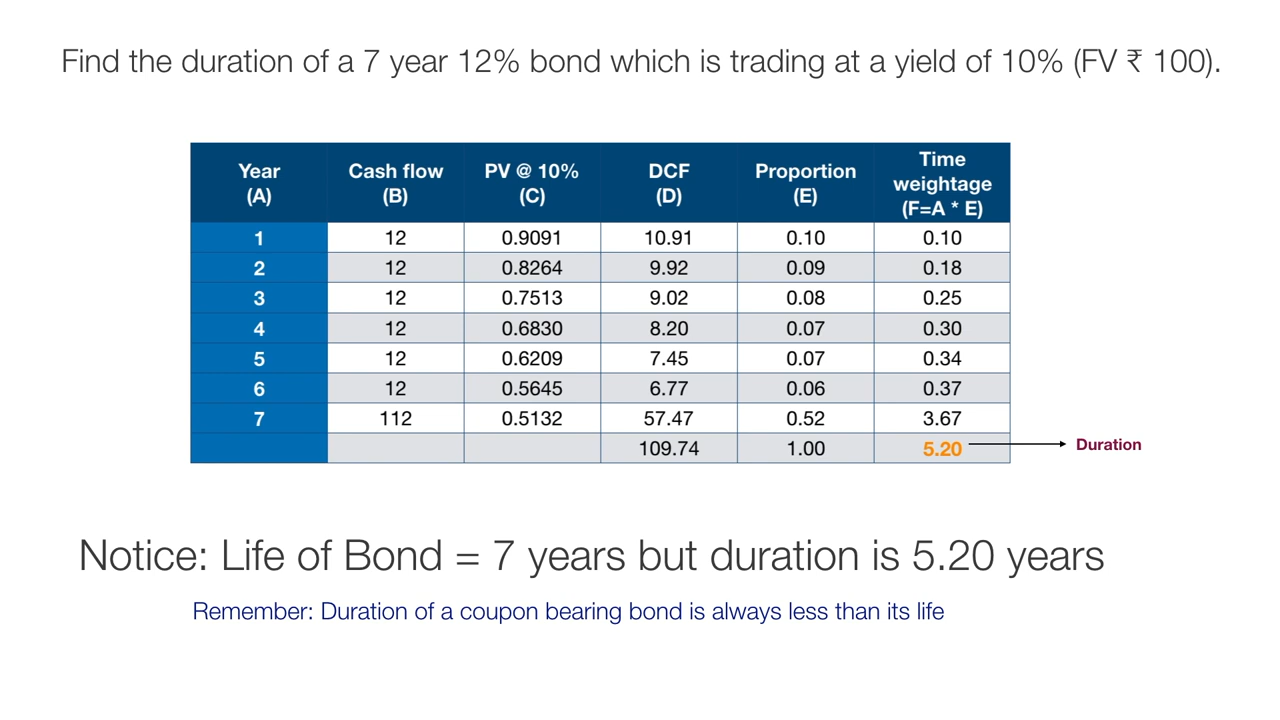 Find the duration of a 7 year 12% bond which is trading at a yield of 10% (FV ₹ 100).
Year (A) Cash flow (B) PV @ 10% (C) DCF (D) Proportion (E) Time weightage (F=A * E)
1 12 0.9091 10.91 0.10 0.10
2 12 0.8264 9.92 0.09 0.18
3 12 0.7513 9.02 0.08 0.25
4 12 0.6830 8.20 0.07 0.30
5 12 0.6209 7.45 0.07 0.34
6 12 0.5645 6.77 0.06 0.37
7 112 0.5132 57.47 0.52 3.67
109.74 1.00 5.20 Duration
Notice: Life of Bond = 7 years but duration is 5.20 years
Remember: Duration of a coupon bearing bond is always less than its life